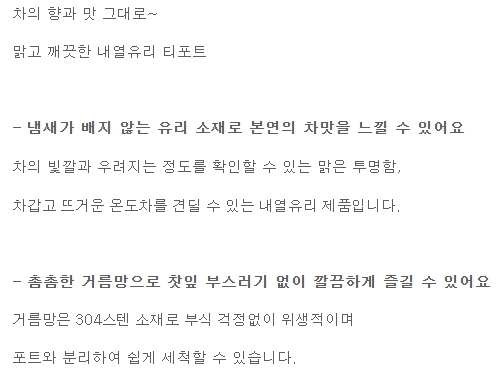 차의 향과 맛 그대로~
맑고 깨끗한 내열유리 티포트
- 냄새가 배지 않는 유리 소재로 본연의 차맛을 느낄 수 있어요
차의 빛깔과 우려지는 정도를 확인할 수 있는 맑은 투명함,
차갑고 뜨거운 온도차를 견딜 수 있는 내열유리 제품입니다.
- 촘촘한 거름망으로 찻잎 부스러기 없이 깔끔하게 즐길 수 있어요
거름망은 304스텐 소재로 부식 걱정없이 위생적이며
포트와 분리하여 쉽게 세척할 수 있습니다.